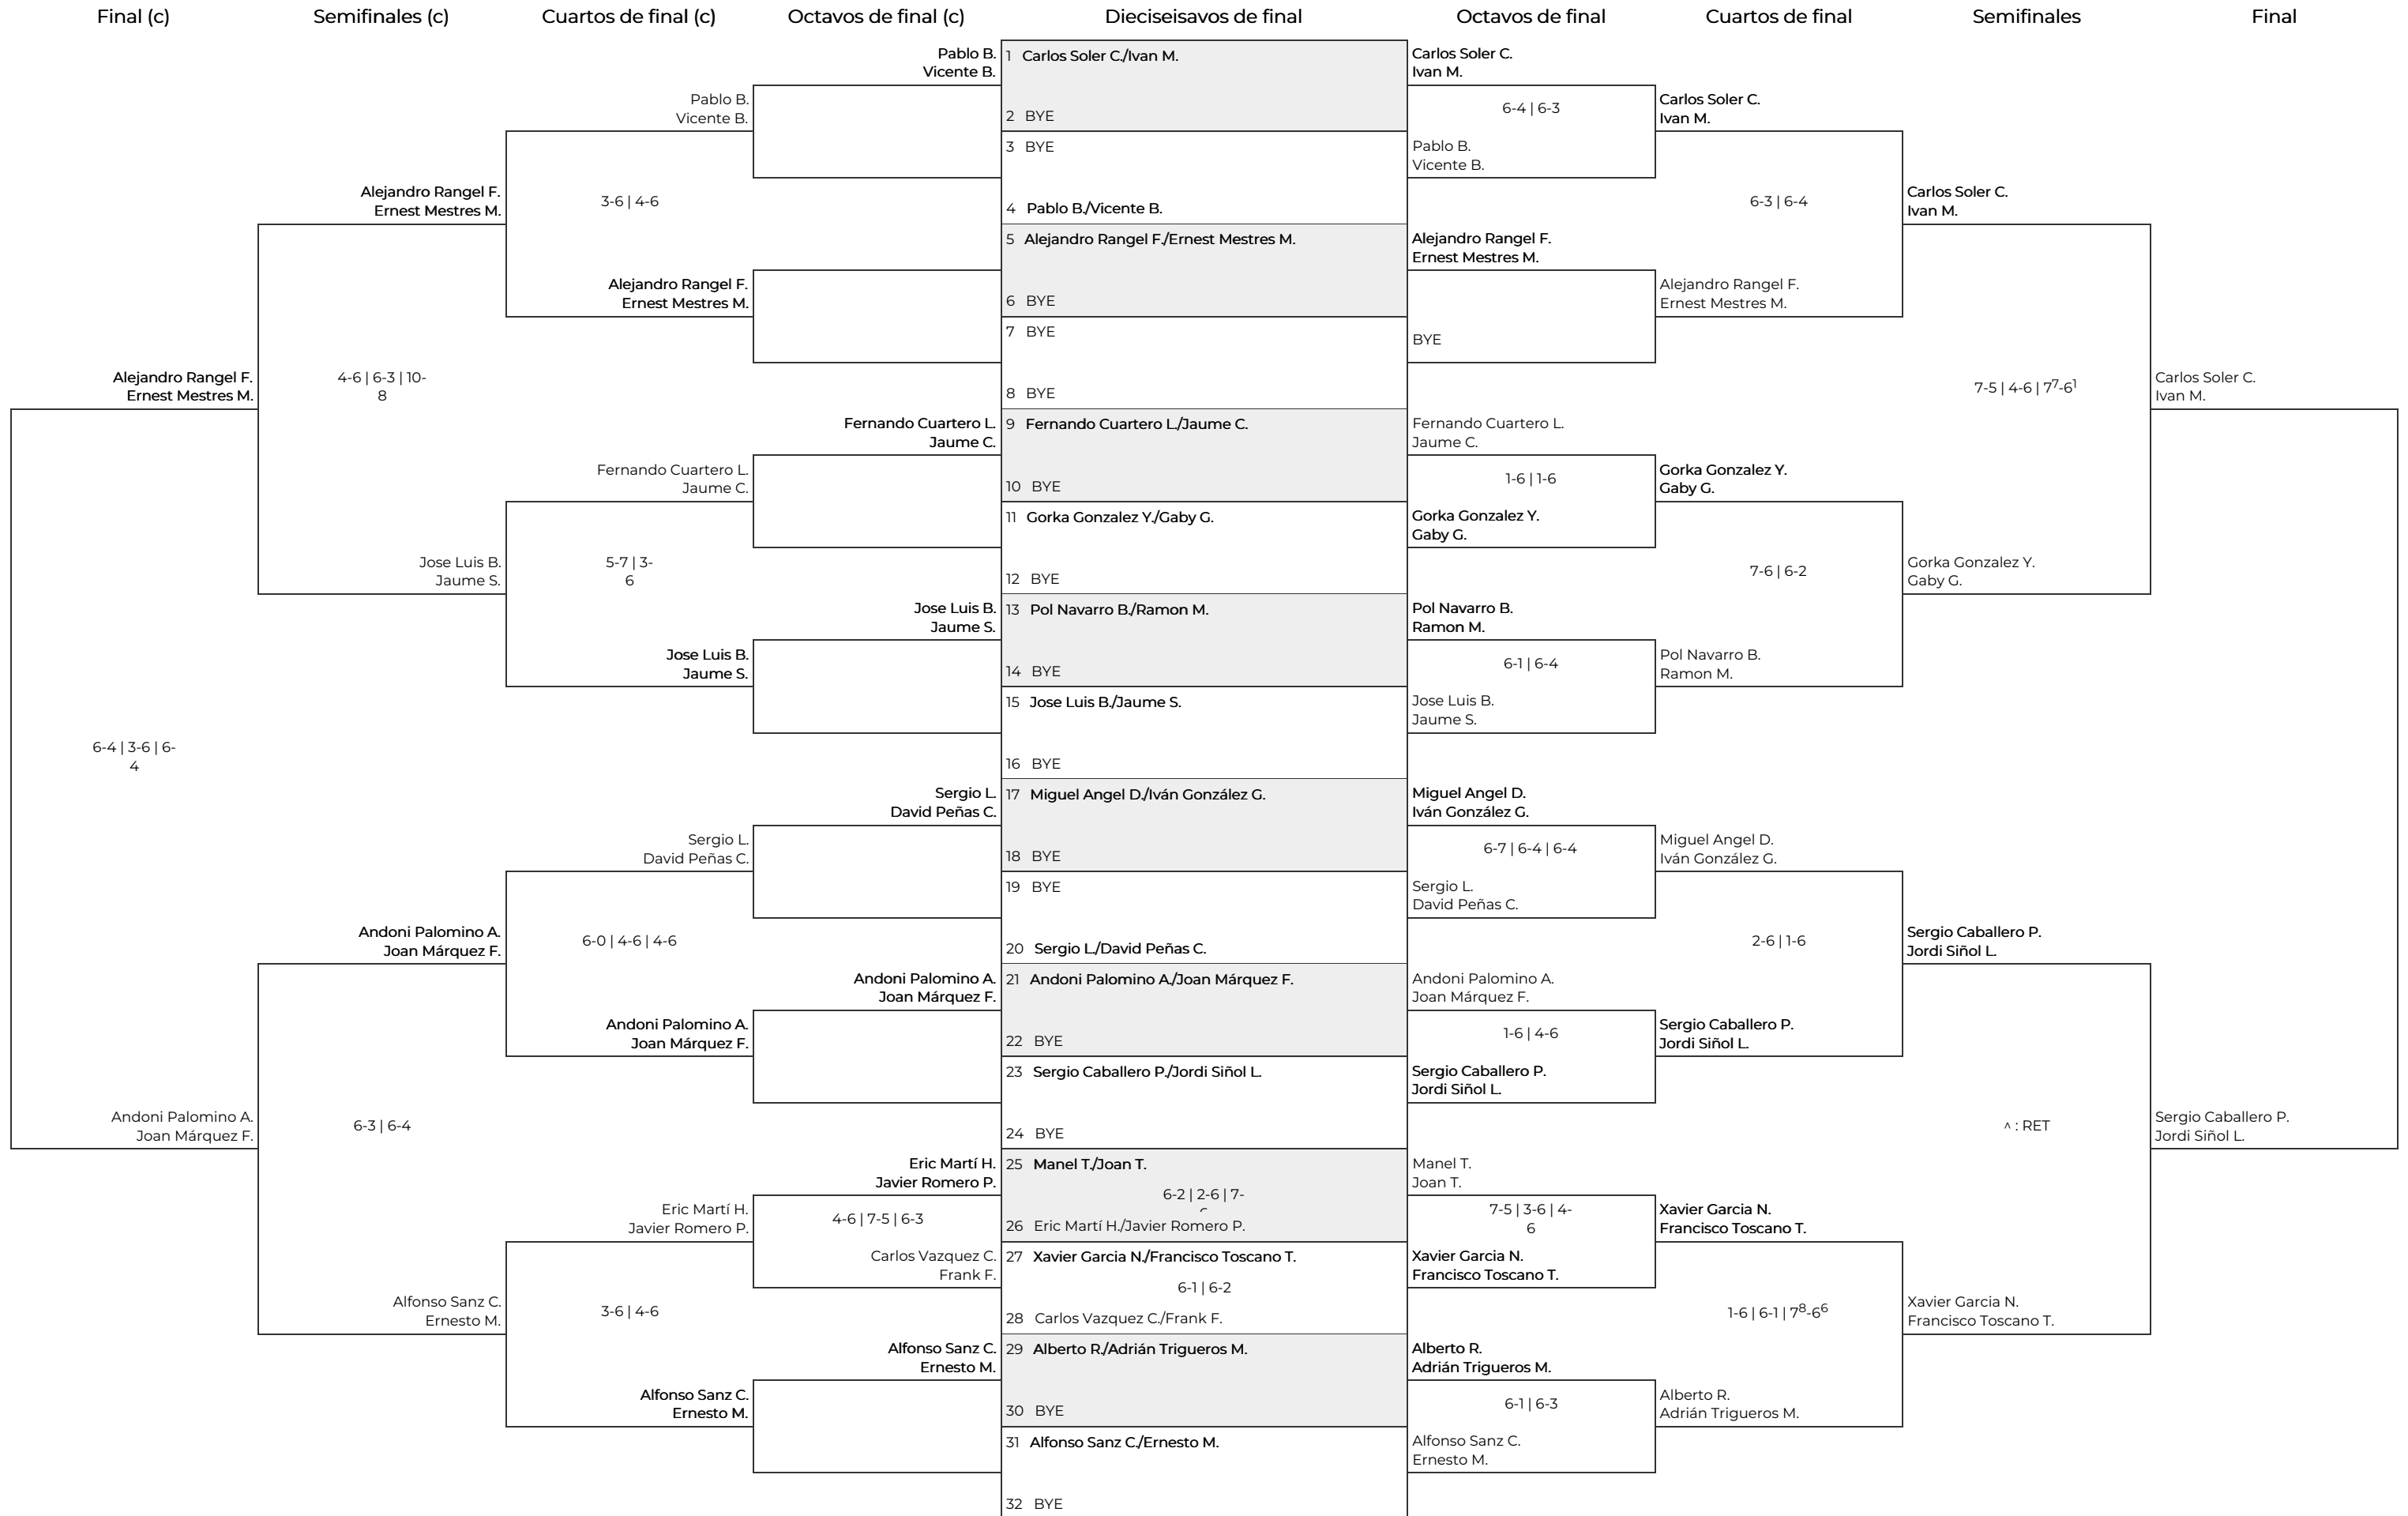 Final (c)
Semifinales (c)
Cuartos de final (c)
Octavos de final (c)
Dieciseisavos de final
Octavos de final
Cuartos de final
Semifinales
Final
Alejandro Rangel F.
Ernest Mestres M.
6-4 | 3-6 | 6-
4
Andoni Palomino A.
Joan Márquez F.
Alejandro Rangel F.
Ernest Mestres M.
4-6 | 6-3 | 10-
8
Jose Luis B.
Jaume S.
Andoni Palomino A.
Joan Márquez F.
6-3 | 6-4
Alfonso Sanz C.
Ernesto M.
Pablo B.
Vicente B.
3-6 | 4-6
Alejandro Rangel F.
Ernest Mestres M.
Fernando Cuartero L.
Jaume C.
5-7 | 3-
6
Jose Luis B.
Jaume S.
Sergio L.
David Peñas C.
6-0 | 4-6 | 4-6
Andoni Palomino A.
Joan Márquez F.
Eric Martí H.
Javier Romero P.
3-6 | 4-6
Alfonso Sanz C.
Ernesto M.
Pablo B.
Vicente B.
Fernando Cuartero L.
Jaume C.
Jose Luis B.
Jaume S.
Sergio L.
David Peñas C.
Andoni Palomino A.
Joan Márquez F.
Eric Martí H.
Javier Romero P.
4-6 | 7-5 | 6-3
Carlos Vazquez C.
Frank F.
Alfonso Sanz C.
Ernesto M.
1 Carlos Soler C./Ivan M.
2 BYE
3 BYE
4 Pablo B./Vicente B.
5 Alejandro Rangel F./Ernest Mestres M.
6 BYE
7 BYE
8 BYE
9 Fernando Cuartero L./Jaume C.
10 BYE
11 Gorka Gonzalez Y./Gaby G.
12 BYE
13 Pol Navarro B./Ramon M.
14 BYE
15 Jose Luis B./Jaume S.
16 BYE
17 Miguel Angel D./Iván González G.
18 BYE
19 BYE
20 Sergio L./David Peñas C.
21 Andoni Palomino A./Joan Márquez F.
22 BYE
23 Sergio Caballero P./Jordi Siñol L.
24 BYE
25 Manel T./Joan T.
6-2 | 2-6 | 7-
26 Eric Martí H./Javier Romero P.
27 Xavier Garcia N./Francisco Toscano T.
6-1 | 6-2
28 Carlos Vazquez C./Frank F.
29 Alberto R./Adrián Trigueros M.
30 BYE
31 Alfonso Sanz C./Ernesto M.
32 BYE
Carlos Soler C.
Ivan M.
6-4 | 6-3
Pablo B.
Vicente B.
Alejandro Rangel F.
Ernest Mestres M.
BYE
Fernando Cuartero L.
Jaume C.
1-6 | 1-6
Gorka Gonzalez Y.
Gaby G.
Pol Navarro B.
Ramon M.
6-1 | 6-4
Jose Luis B.
Jaume S.
Miguel Angel D.
Iván González G.
6-7 | 6-4 | 6-4
Sergio L.
David Peñas C.
Andoni Palomino A.
Joan Márquez F.
1-6 | 4-6
Sergio Caballero P.
Jordi Siñol L.
Manel T.
Joan T.
7-5 | 3-6 | 4-
6
Xavier Garcia N.
Francisco Toscano T.
Alberto R.
Adrián Trigueros M.
6-1 | 6-3
Alfonso Sanz C.
Ernesto M.
Carlos Soler C.
Ivan M.
6-3 | 6-4
Alejandro Rangel F.
Ernest Mestres M.
Gorka Gonzalez Y.
Gaby G.
7-6 | 6-2
Pol Navarro B.
Ramon M.
Miguel Angel D.
Iván González G.
2-6 | 1-6
Sergio Caballero P.
Jordi Siñol L.
Xavier Garcia N.
Francisco Toscano T.
1-6 | 6-1 | 7⁸-6⁶
Alberto R.
Adrián Trigueros M.
Carlos Soler C.
Ivan M.
7-5 | 4-6 | 7⁷-6¹
Gorka Gonzalez Y.
Gaby G.
Sergio Caballero P.
Jordi Siñol L.
^ : RET
Xavier Garcia N.
Francisco Toscano T.
Carlos Soler C.
Ivan M.
Sergio Caballero P.
Jordi Siñol L.